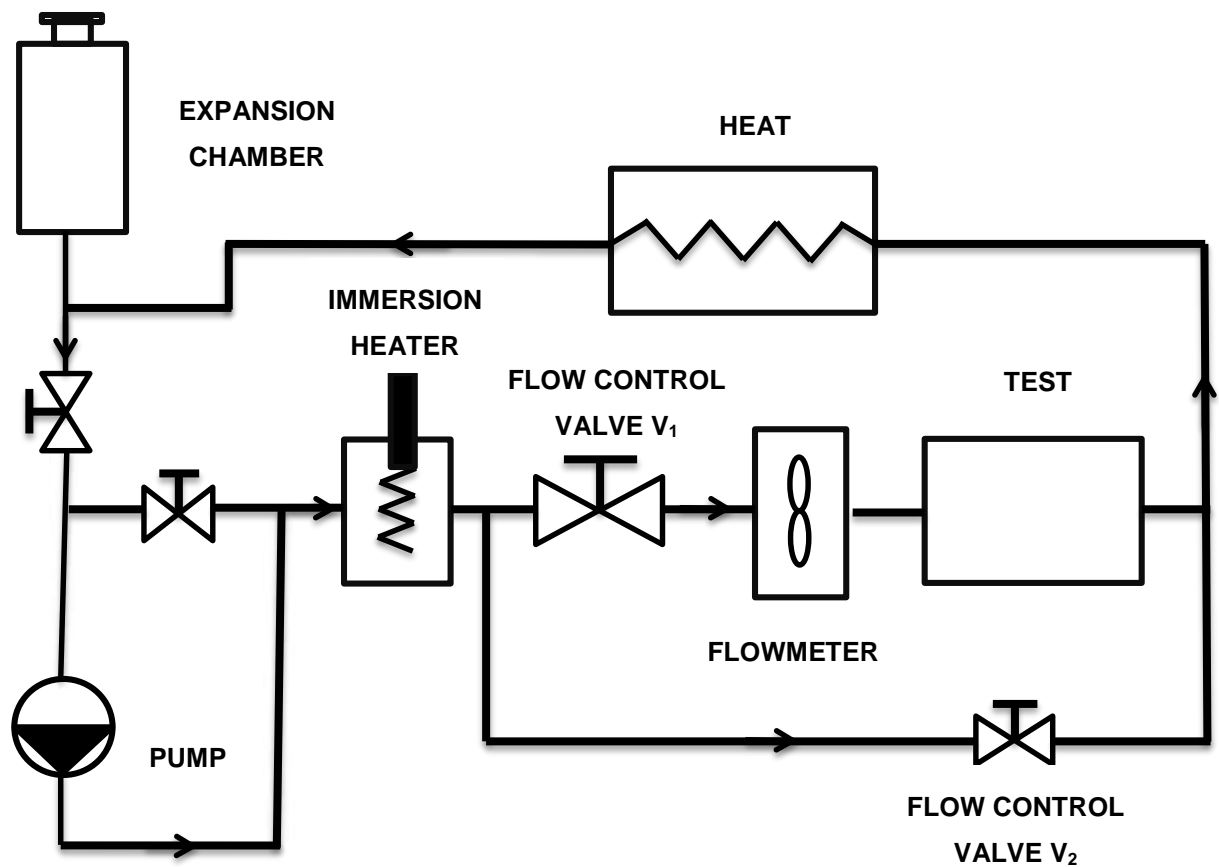 EXPANSION
CHAMBER
HEAT
IMMERSION
HEATER
FLOW CONTROL
VALVE V₁
TEST
FLOWMETER
PUMP
FLOW CONTROL
VALVE V₂